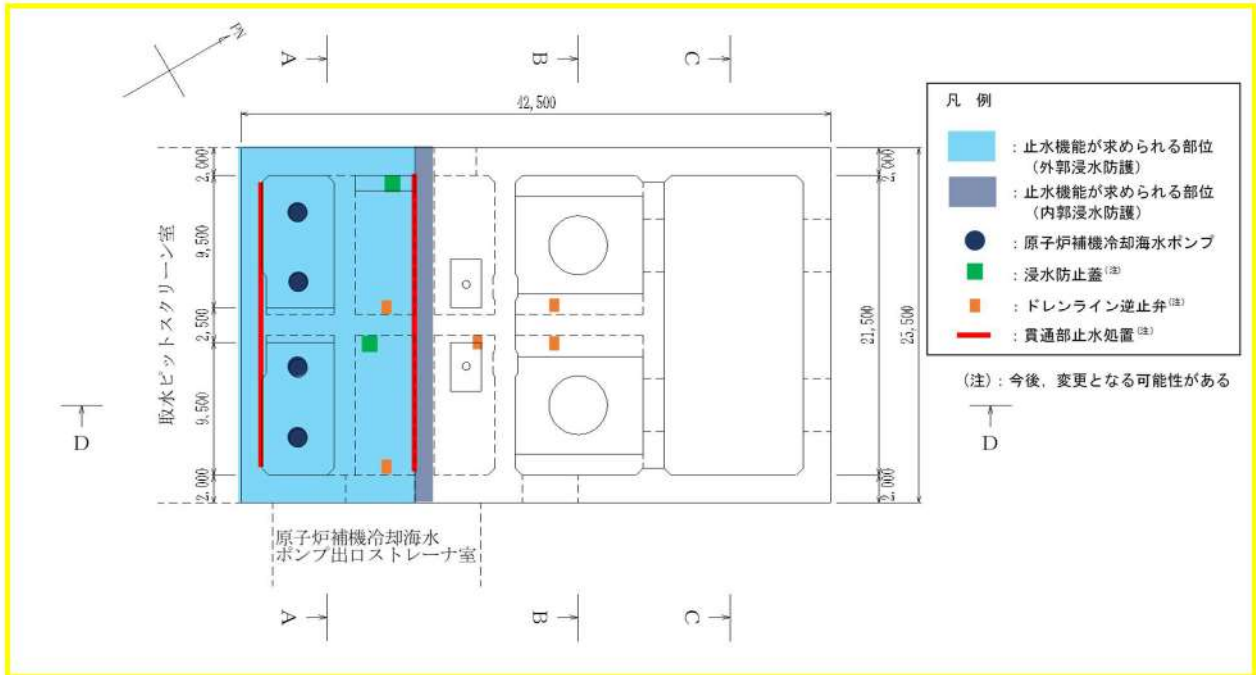 PN
A
B
C
42,500
2,000
9,500
2,500
9,500
2,000
取水ピットスクリーン室
2,000
21,500
2,000
25,500
D
D
原子炉補機冷却海水
ポンプ出口ストレーナ室
A
B
C
凡 例
：止水機能が求められる部位
（外郭浸水防護）
：止水機能が求められる部位
（内郭浸水防護）
：原子炉補機冷却海水ポンプ
：浸水防止蓋(注)
：ドレンライン逆止弁(注)
：貫通部止水処置(注)
(注)：今後，変更となる可能性がある